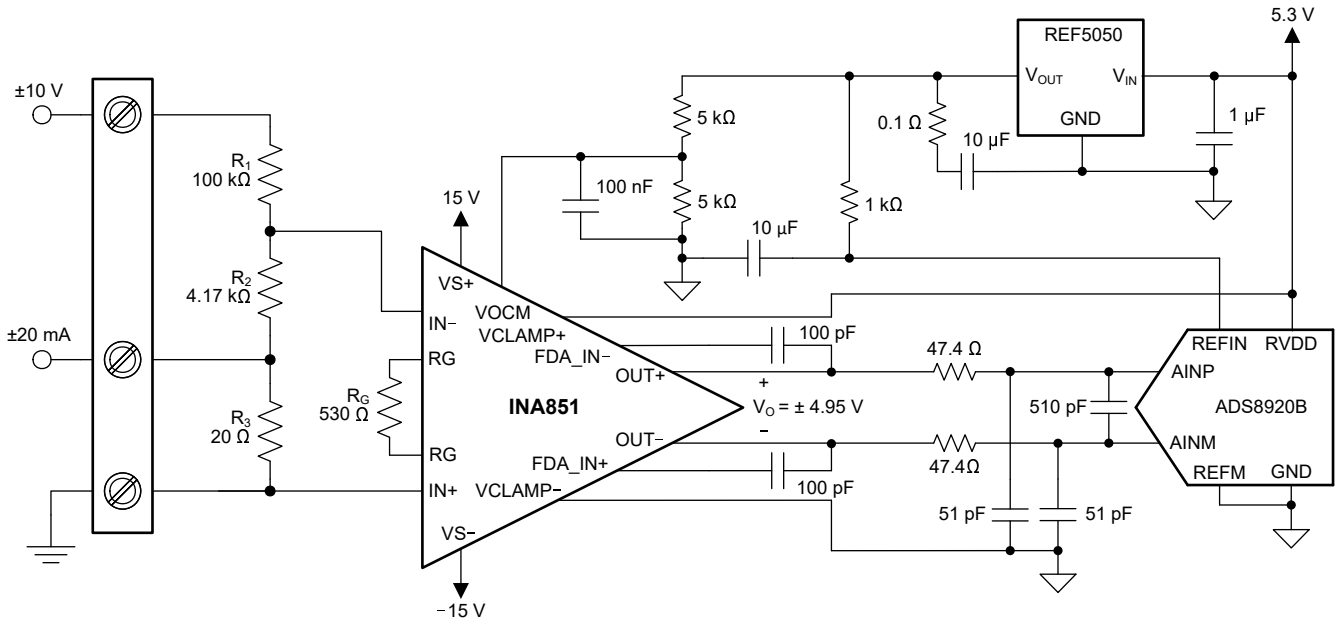 ±10 V
±20 mA
R1
100 kΩ
R2
4.17 kΩ
R3
20 Ω
RG
530 Ω
15 V
VS+
VOCM
VCLAMP+
FDA_IN−
OUT+
IN−
RG
INA851
RG
IN+
OUT−
FDA_IN+
VCLAMP−
VS−
−15 V
5 kΩ
5 kΩ
100 nF
10 µF
1 kΩ
0.1 Ω
10 µF
REF5050
VOUT
VIN
GND
1 µF
5.3 V
100 pF
100 pF
+
VO = ± 4.95 V
−
47.4 Ω
47.4Ω
510 pF
51 pF
51 pF
REFIN
RVDD
AINP
ADS8920B
AINM
REFM
GND